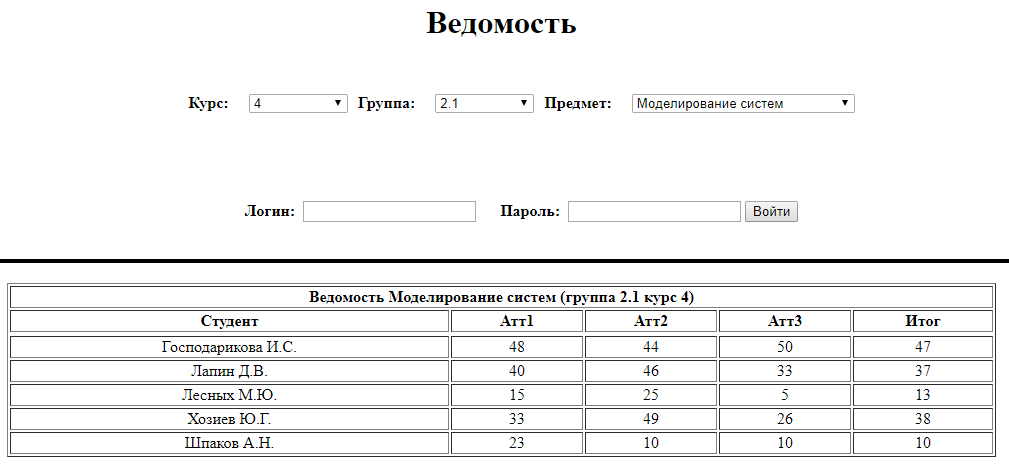 Ведомость
Курс: 4 Группа: 2.1 Предмет: Моделирование систем
Логин: Пароль: Войти
Ведомость Моделирование систем (группа 2.1 курс 4)
Студент Атт1 Атт2 Атт3 Итог
Господарикова И.С. 48 44 50 47
Лапин Д.В. 40 46 33 37
Лесных М.Ю. 15 25 5 13
Хозиев Ю.Г. 33 49 26 38
Шпаков А.Н. 23 10 10 10